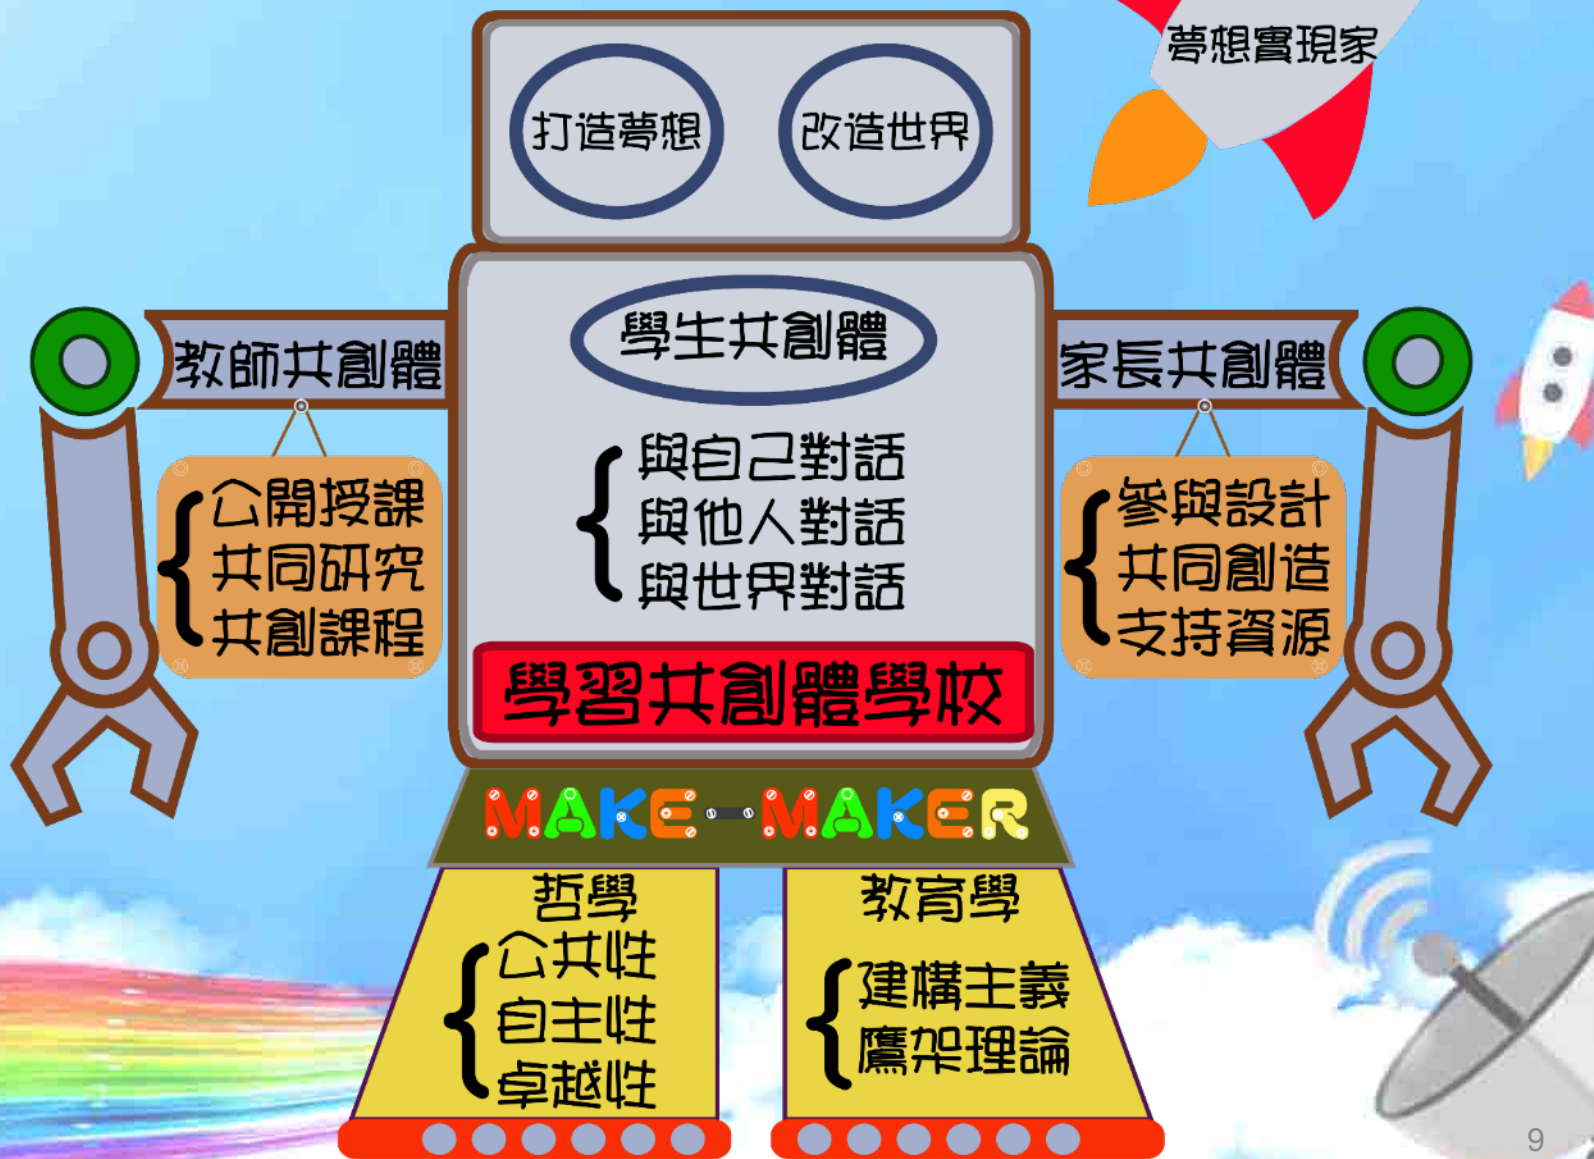 夢想實現家
打造夢想
改造世界
學生共創體
教師共創體
家長共創體
與自己對話
與他人對話
與世界對話
公開授課
共同研究
共創課程
參與設計
共同創造
支持資源
學習共創體學校
MAKE-MAKER
哲學
公共性
自主性
卓越性
教育學
建構主義
鷹架理論
9